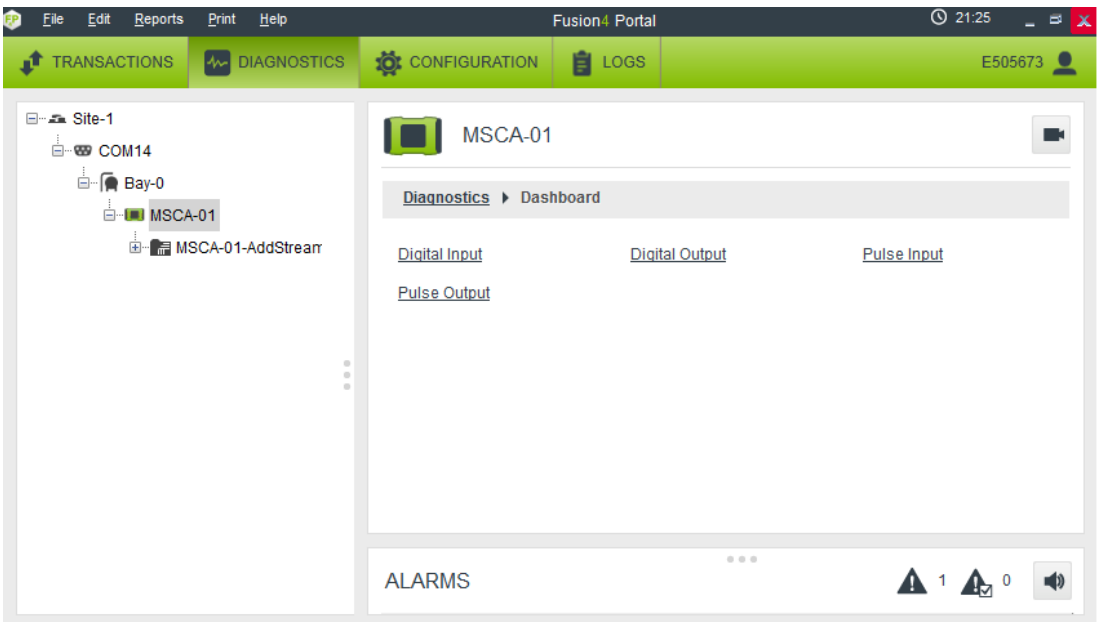 FP File Edit Reports Print Help Fusion4 Portal 21:25
TRANSACTIONS DIAGNOSTICS CONFIGURATION LOGS E505673
Site-1
COM14
Bay-0
MSCA-01
MSCA-01-AddStream
MSCA-01
Diagnostics Dashboard
Digital Input Digital Output Pulse Input
Pulse Output
ALARMS 1 0